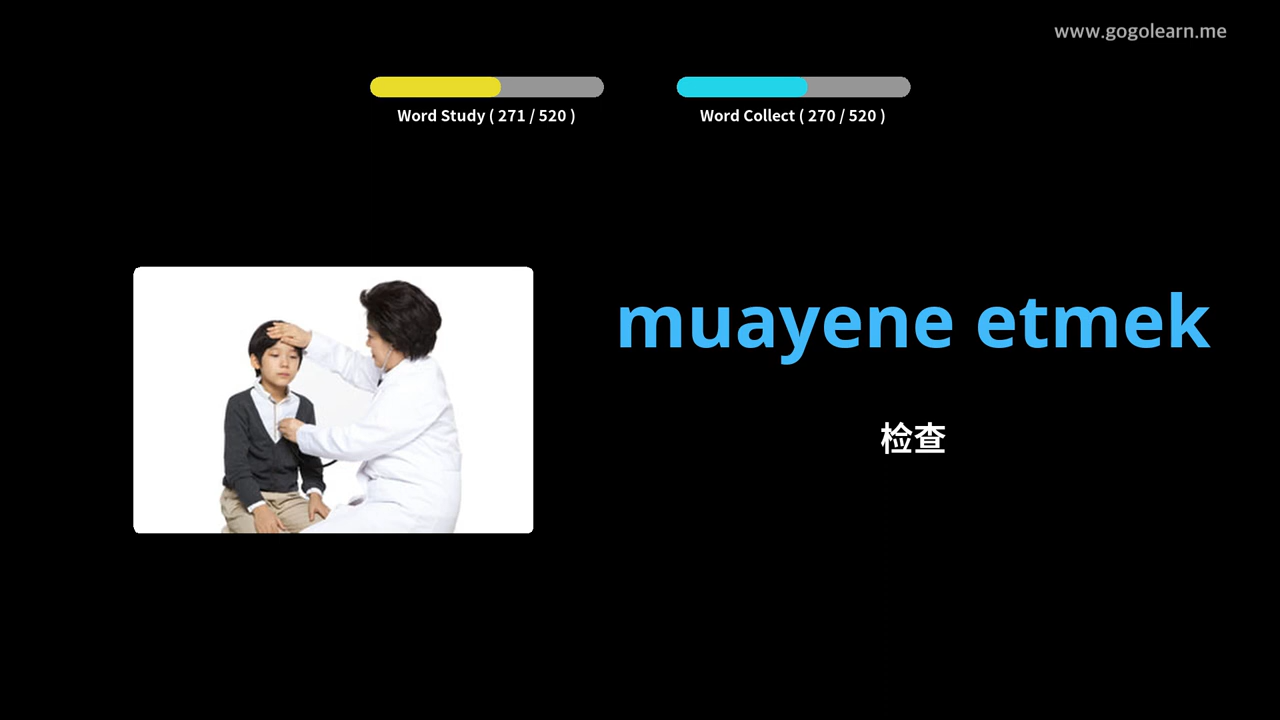 www.gogolearn.me
Word Study ( 271 / 520 )
Word Collect ( 270 / 520 )
muayene etmek
检查